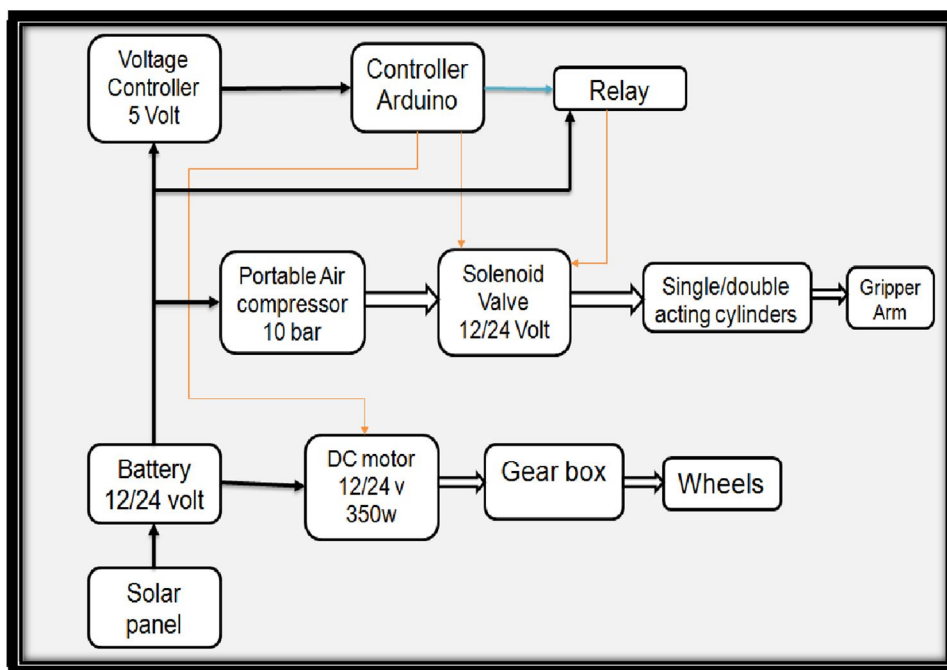 Voltage
Controller
5 Volt
Controller
Arduino
Relay
Portable Air
compressor
10 bar
Solenoid
Valve
12/24 Volt
Single/double
acting cylinders
Gripper
Arm
Battery
12/24 volt
DC motor
12/24 v
350w
Gear box
Wheels
Solar
panel